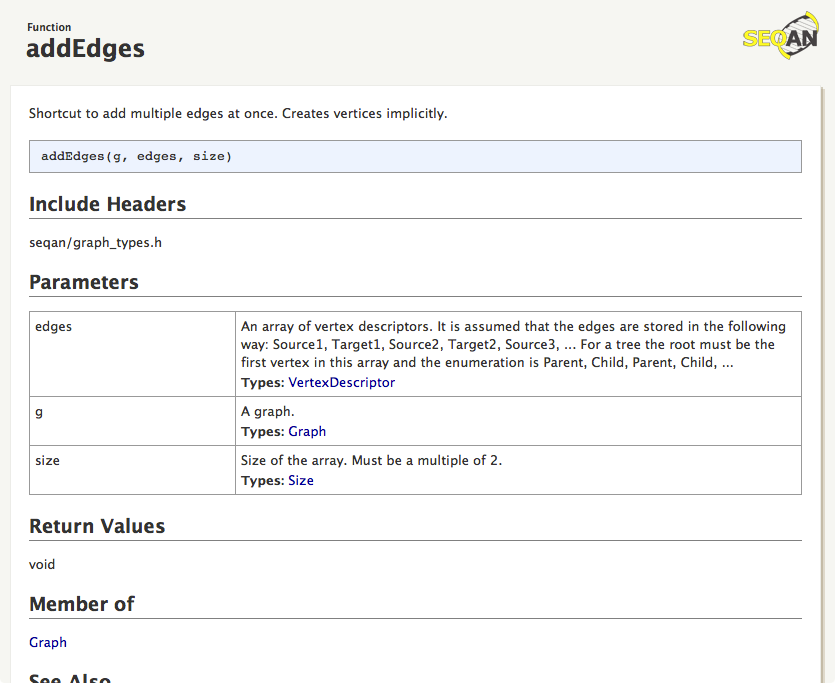 Function
addEdges
SEQAN
Shortcut to add multiple edges at once. Creates vertices implicitly.
addEdges(g, edges, size)
Include Headers
seqan/graph_types.h
Parameters
edges
An array of vertex descriptors. It is assumed that the edges are stored in the following
way: Source1, Target1, Source2, Target2, Source3, ... For a tree the root must be the
first vertex in this array and the enumeration is Parent, Child, Parent, Child, ...
Types: VertexDescriptor
g
A graph.
Types: Graph
size
Size of the array. Must be a multiple of 2.
Types: Size
Return Values
void
Member of
Graph
See Also